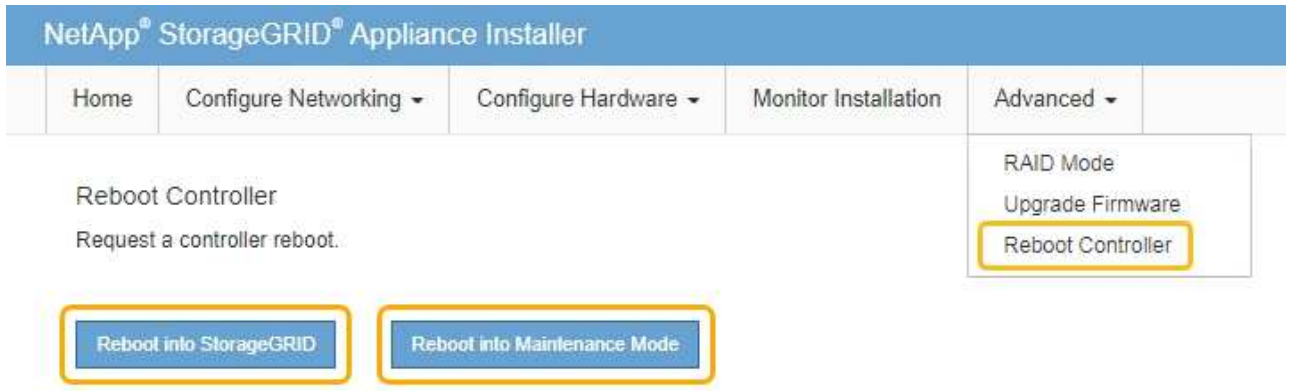 NetApp® StorageGRID® Appliance Installer
Home Configure Networking Configure Hardware Monitor Installation Advanced
RAID Mode
Upgrade Firmware
Reboot Controller
Reboot Controller
Request a controller reboot.
Reboot into StorageGRID Reboot into Maintenance Mode